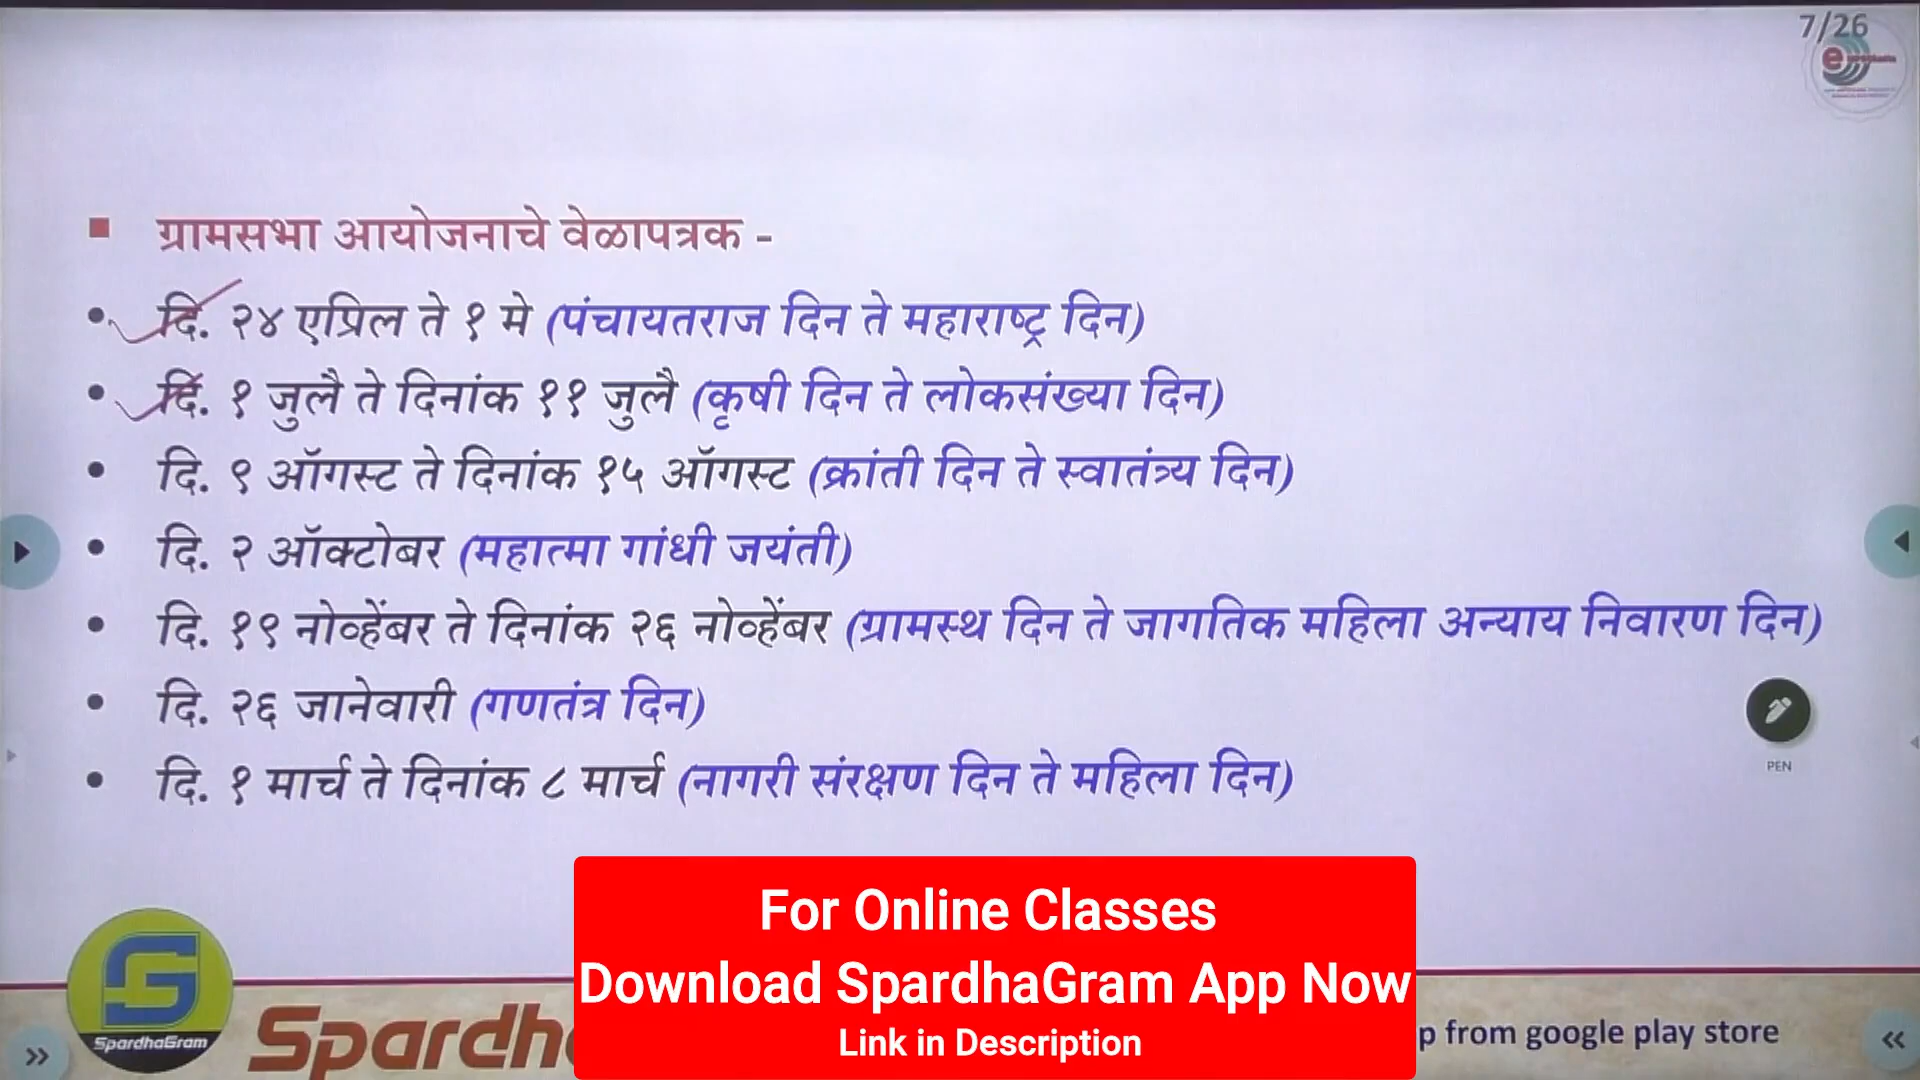 7/26
e
ग्रामसभा आयोजनाचे वेळापत्रक -
दि. २४ एप्रिल ते १ मे (पंचायतराज दिन ते महाराष्ट्र दिन)
दि. १ जुलै ते दिनांक ११ जुलै (कृषी दिन ते लोकसंख्या दिन)
दि. ९ ऑगस्ट ते दिनांक १५ ऑगस्ट (क्रांती दिन ते स्वातंत्र्य दिन)
दि. २ ऑक्टोबर (महात्मा गांधी जयंती)
दि. १९ नोव्हेंबर ते दिनांक २६ नोव्हेंबर (ग्रामस्थ दिन ते जागतिक महिला अन्याय निवारण दिन)
दि. २६ जानेवारी (गणतंत्र दिन)
दि. १ मार्च ते दिनांक ८ मार्च (नागरी संरक्षण दिन ते महिला दिन)
PEN
For Online Classes
Download SpardhaGram App Now
Link in Description
SpardhaGram
Spardh
p from google play store